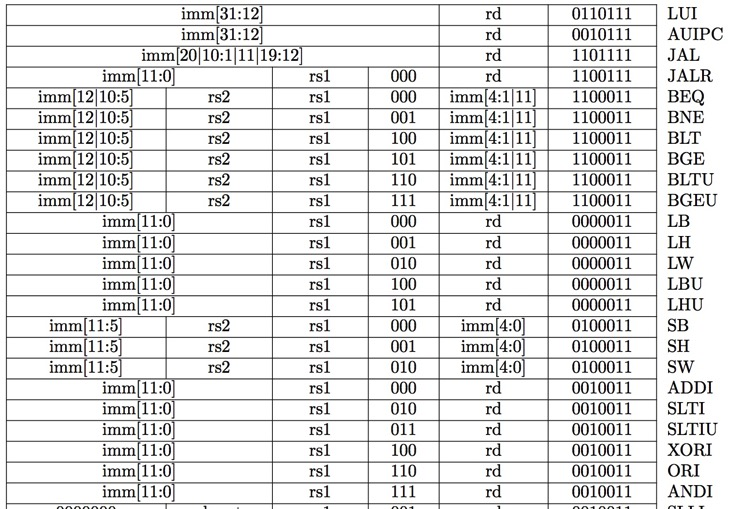 imm[31:12] rd 0110111 LUI
imm[31:12] rd 0010111 AUIPC
imm[20|10:1|11|19:12] rd 1101111 JAL
imm[11:0] rs1 000 rd 1100111 JALR
imm[12|10:5] rs2 rs1 000 imm[4:1|11] 1100011 BEQ
imm[12|10:5] rs2 rs1 001 imm[4:1|11] 1100011 BNE
imm[12|10:5] rs2 rs1 100 imm[4:1|11] 1100011 BLT
imm[12|10:5] rs2 rs1 101 imm[4:1|11] 1100011 BGE
imm[12|10:5] rs2 rs1 110 imm[4:1|11] 1100011 BLTU
imm[12|10:5] rs2 rs1 111 imm[4:1|11] 1100011 BGEU
imm[11:0] rs1 000 rd 0000011 LB
imm[11:0] rs1 001 rd 0000011 LH
imm[11:0] rs1 010 rd 0000011 LW
imm[11:0] rs1 100 rd 0000011 LBU
imm[11:0] rs1 101 rd 0000011 LHU
imm[11:5] rs2 rs1 000 imm[4:0] 0100011 SB
imm[11:5] rs2 rs1 001 imm[4:0] 0100011 SH
imm[11:5] rs2 rs1 010 imm[4:0] 0100011 SW
imm[11:0] rs1 000 rd 0010011 ADDI
imm[11:0] rs1 010 rd 0010011 SLTI
imm[11:0] rs1 011 rd 0010011 SLTIU
imm[11:0] rs1 100 rd 0010011 XORI
imm[11:0] rs1 110 rd 0010011 ORI
imm[11:0] rs1 111 rd 0010011 ANDI